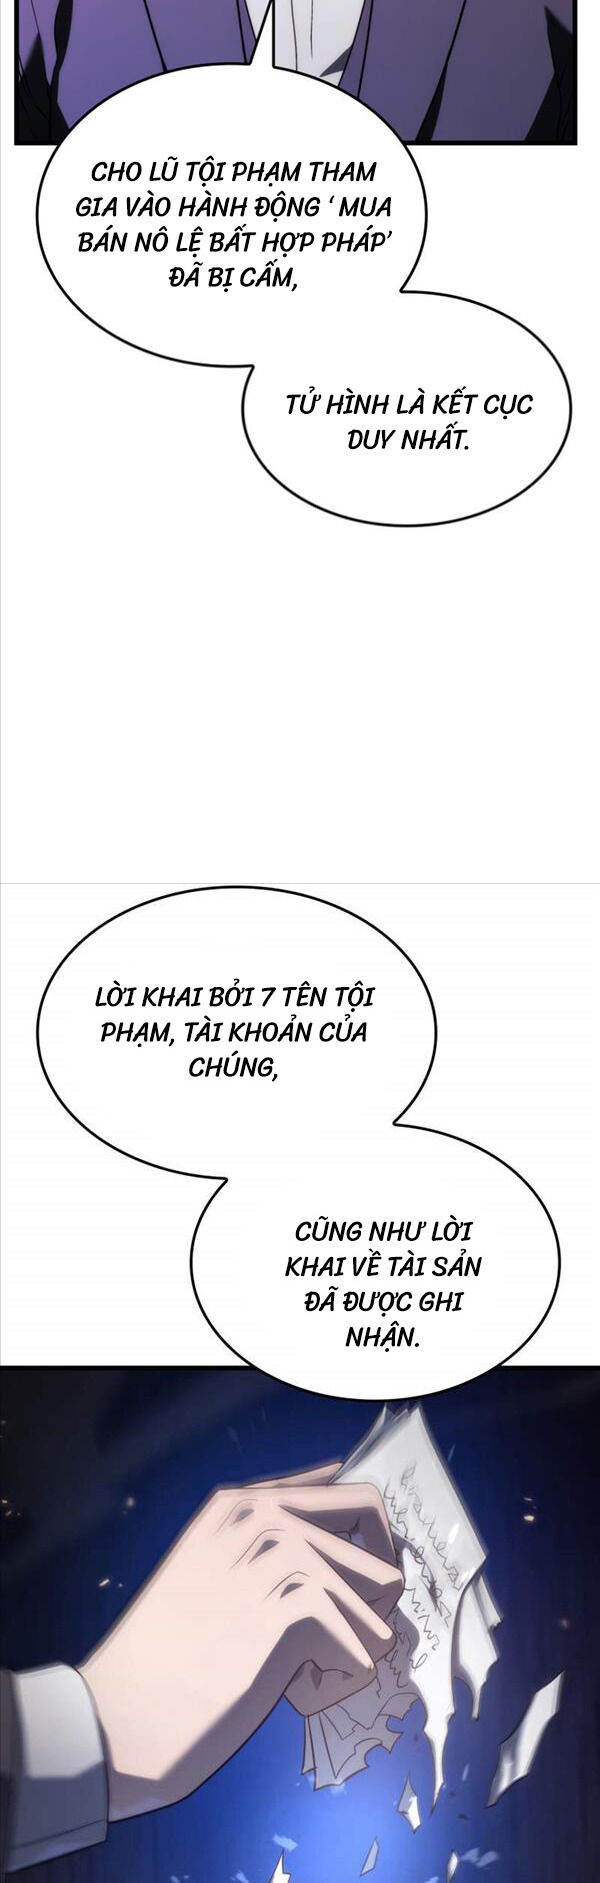 CHO LŨ TỘI PHẠM THAM
GIA VÀO HÀNH ĐỘNG ‘ MUA
BÁN NÔ LỆ BẤT HỢP PHÁP’
ĐÃ BỊ CẤM,
TỬ HÌNH LÀ KẾT CỤC
DUY NHẤT.
LỜI KHAI BỞI 7 TÊN TỘI
PHẠM, TÀI KHOẢN CỦA
CHÚNG,
CŨNG NHƯ LỜI
KHAI VỀ TÀI SẢN
ĐÃ ĐƯỢC GHI
NHẬN.